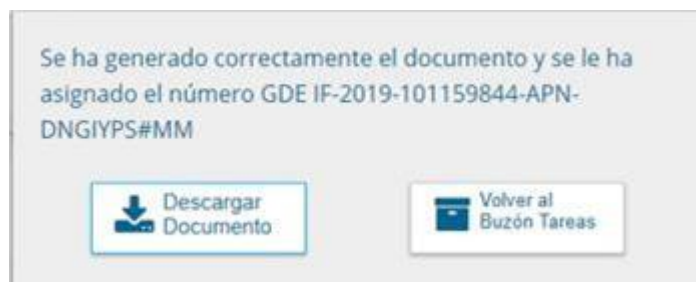 Se ha generado correctamente el documento y se le ha
asignado el número GDE IF-2019-101159844-APN-
DNGIYPS#MM
Descargar
Documento
Volver al
Buzón Tareas